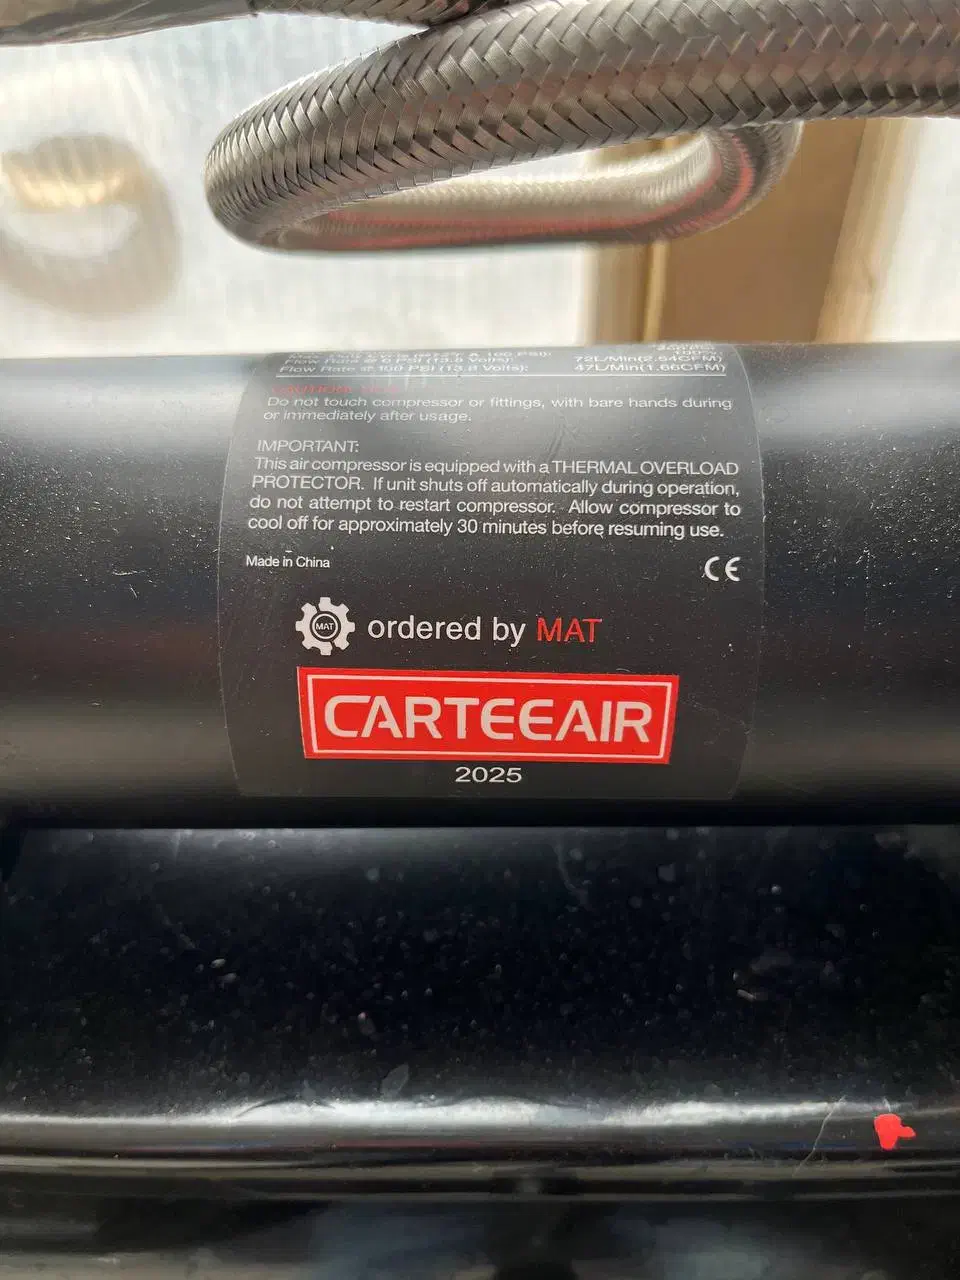 100%
Flow Rate @ 0 PSI (13.8 Volts): 72L/Min(2.54CFM)
Flow Rate @ 100 PSI (13.8 Volts): 47L/Min(1.66CFM)
Do not touch compressor or fittings, with bare hands during
or immediately after usage.
IMPORTANT:
This air compressor is equipped with a THERMAL OVERLOAD
PROTECTOR. If unit shuts off automatically during operation,
do not attempt to restart compressor. Allow compressor to
cool off for approximately 30 minutes before resuming use.
Made in China CE
MAT ordered by MAT
CARTEEAIR
2025